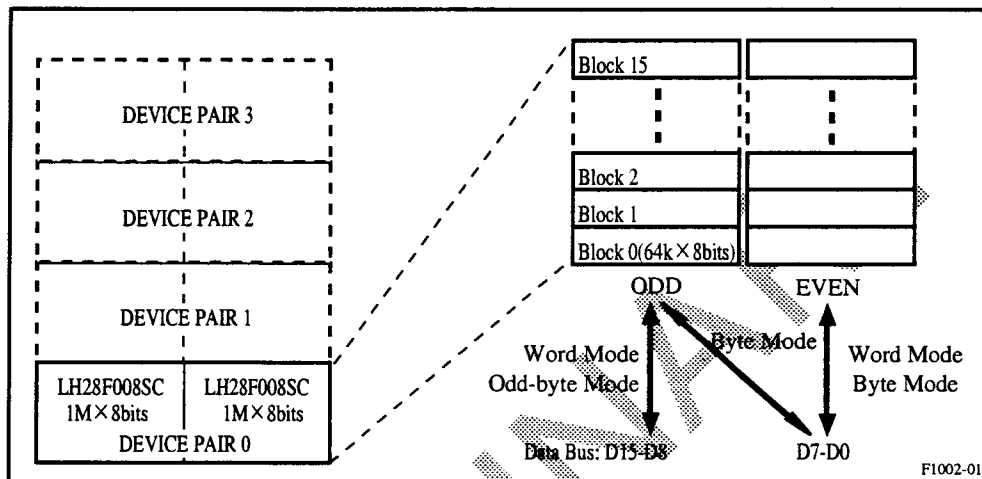 DEVICE PAIR 3
DEVICE PAIR 2
DEVICE PAIR 1
LH28F008SC LH28F008SC
1M×8bits 1M×8bits
DEVICE PAIR 0
Block 15
Block 2
Block 1
Block 0(64k×8bits)
ODD EVEN
Byte Mode
Word Mode
Odd-byte Mode
Word Mode
Byte Mode
Data Bus: D15-D8 D7-D0
F1002-01